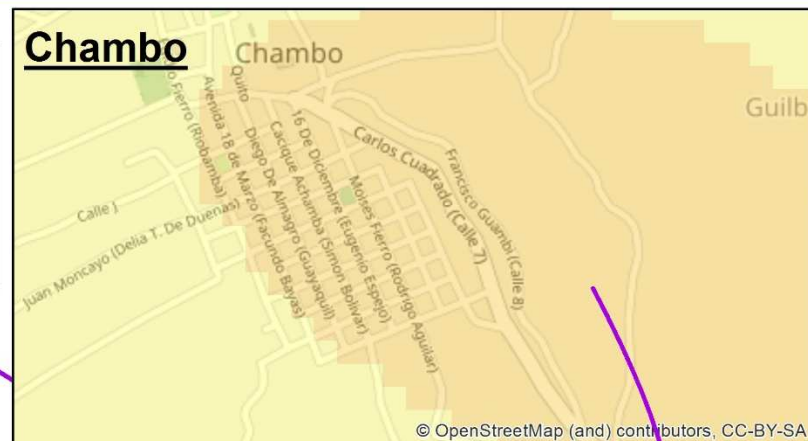 Chambo
Chambo
Guilb
Quito
Fierro (Riobamba)
Avenida 18 de Marzo (Facundo Bayas)
Diego De Almagro (Guayaquil)
Cacique Achamba (Simon Bolivar)
16 De Diciembre (Eugenio Espejo)
Moises Fierro (Rodrigo Aguilar)
Carlos Cuadrado (Calle 7)
Francisco Guambi (Calle 8)
Calle J
Juan Moncayo (Delia T. De Duenas)
© OpenStreetMap (and) contributors, CC-BY-SA